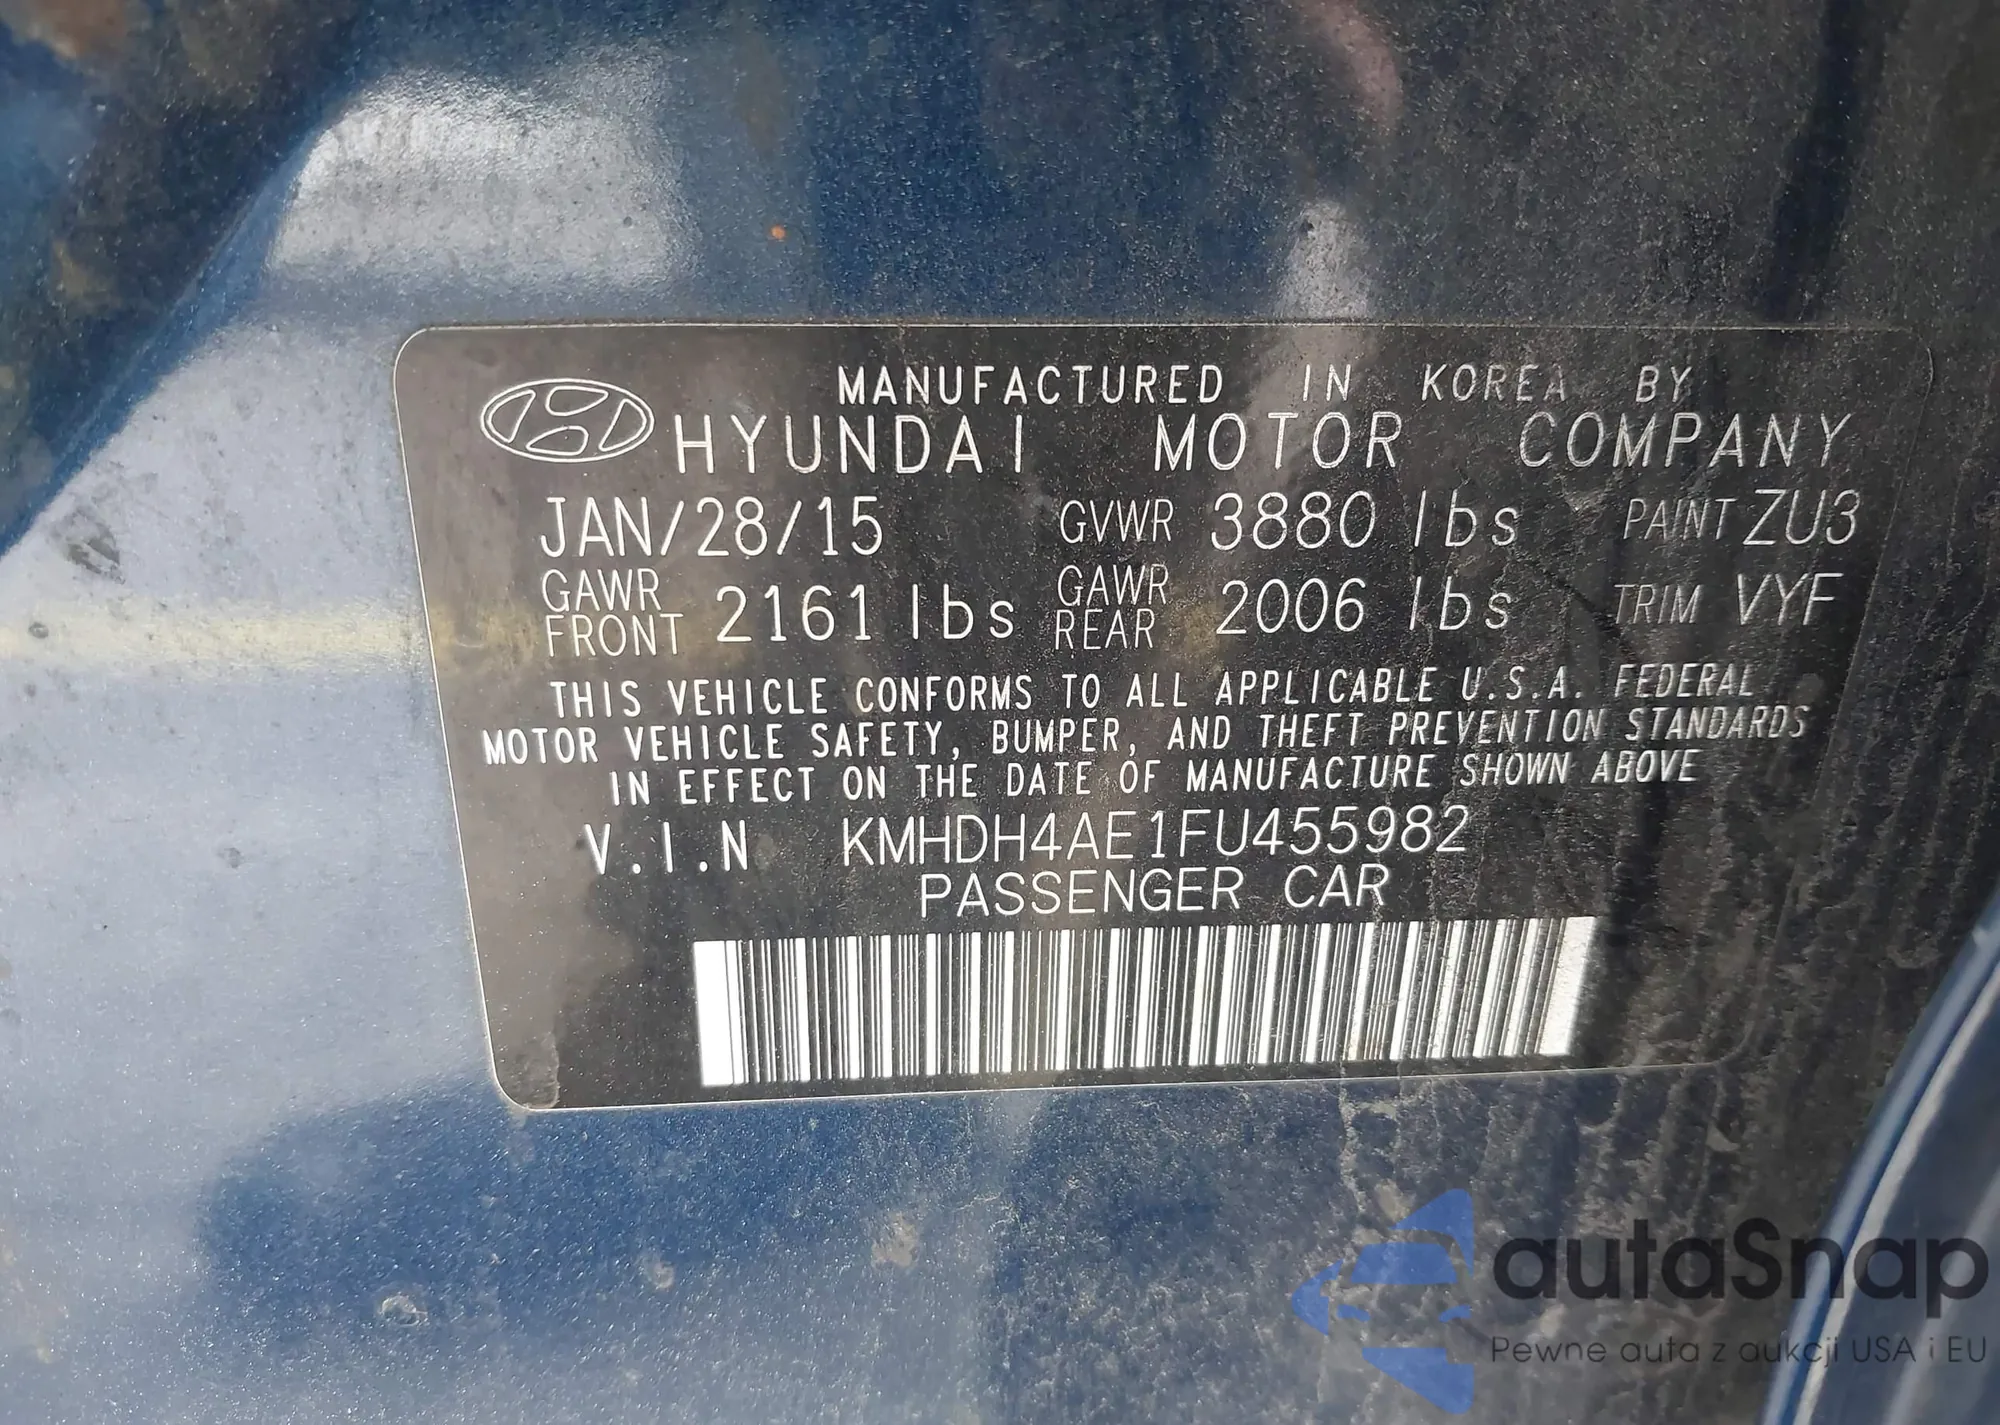 MANUFACTURED IN KOREA BY
HYUNDAI MOTOR COMPANY
JAN/28/15 GVWR 3880 lbs PAINT ZU3
GAWR FRONT 2161 lbs GAWR REAR 2006 lbs TRIM VYF
THIS VEHICLE CONFORMS TO ALL APPLICABLE U.S.A. FEDERAL
MOTOR VEHICLE SAFETY, BUMPER, AND THEFT PREVENTION STANDARDS
IN EFFECT ON THE DATE OF MANUFACTURE SHOWN ABOVE
V.I.N KMHDH4AE1FU455982
PASSENGER CAR
autaSnap
Pewne auta z aukcji USA i EU